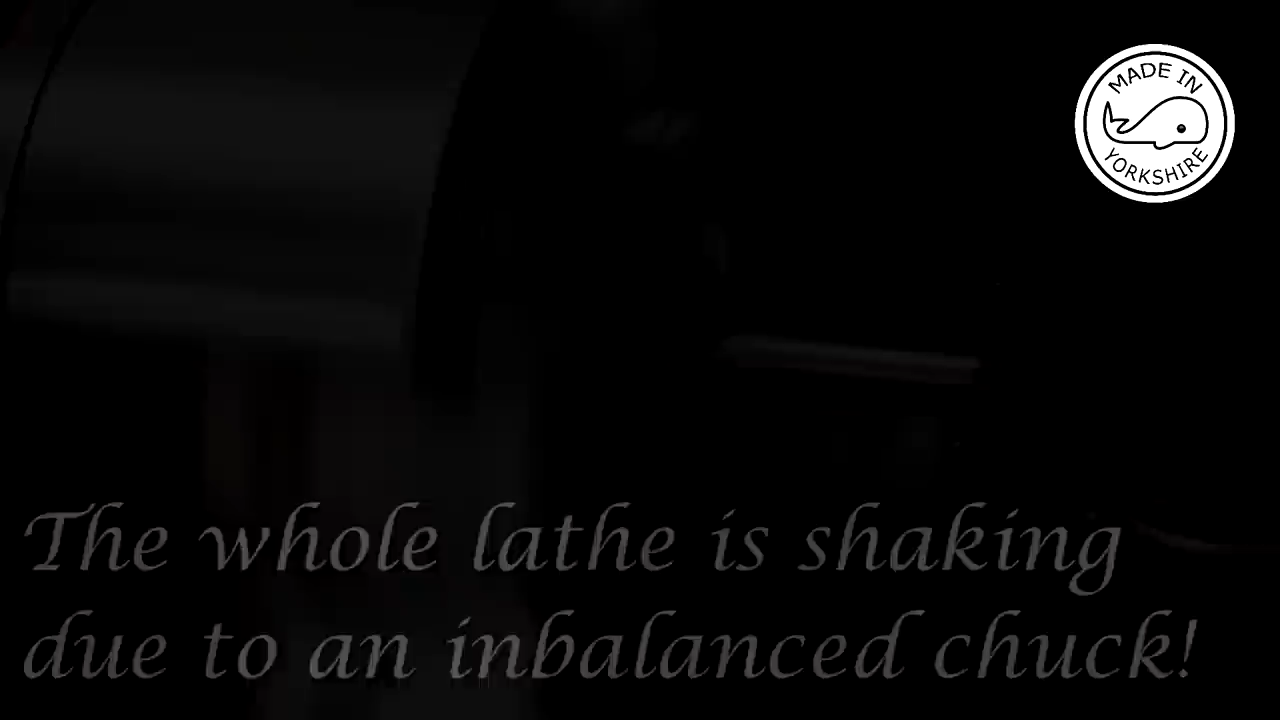 MADE IN
YORKSHIRE
The whole lathe is shaking
due to an inbalanced chuck!